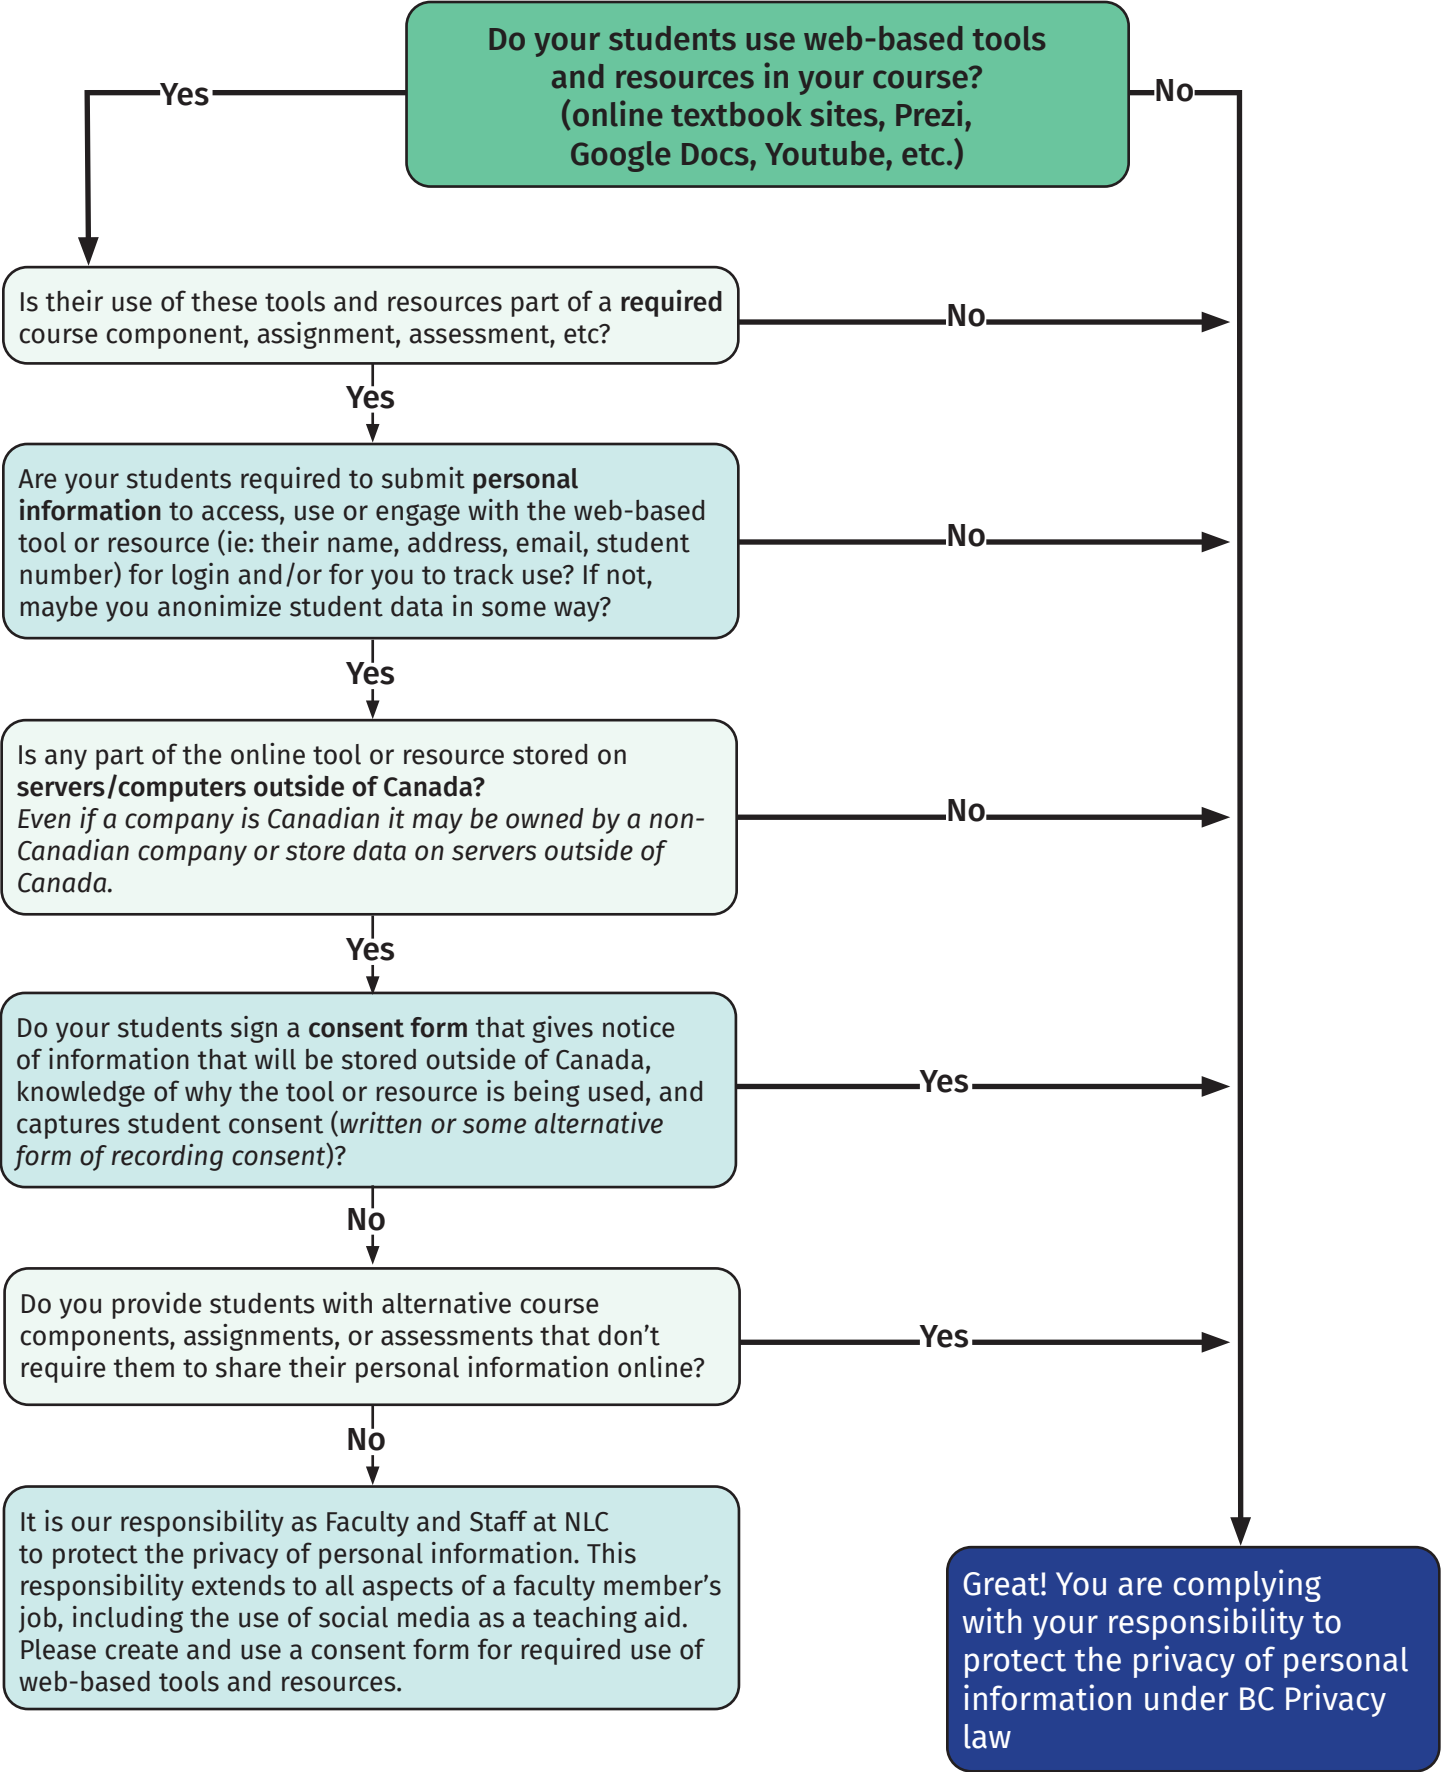 Do your students use web-based tools
and resources in your course?
(online textbook sites, Prezi,
Google Docs, Youtube, etc.)
Yes
No
Is their use of these tools and resources part of a required
course component, assignment, assessment, etc?
No
Yes
Are your students required to submit personal
information to access, use or engage with the web-based
tool or resource (ie: their name, address, email, student
number) for login and/or for you to track use? If not,
maybe you anonimize student data in some way?
No
Yes
Is any part of the online tool or resource stored on
servers/computers outside of Canada?
Even if a company is Canadian it may be owned by a non-
Canadian company or store data on servers outside of
Canada.
No
Yes
Do your students sign a consent form that gives notice
of information that will be stored outside of Canada,
knowledge of why the tool or resource is being used, and
captures student consent (written or some alternative
form of recording consent)?
Yes
No
Do you provide students with alternative course
components, assignments, or assessments that don’t
require them to share their personal information online?
Yes
No
It is our responsibility as Faculty and Staff at NLC
to protect the privacy of personal information. This
responsibility extends to all aspects of a faculty member’s
job, including the use of social media as a teaching aid.
Please create and use a consent form for required use of
web-based tools and resources.
Great! You are complying
with your responsibility to
protect the privacy of personal
information under BC Privacy
law